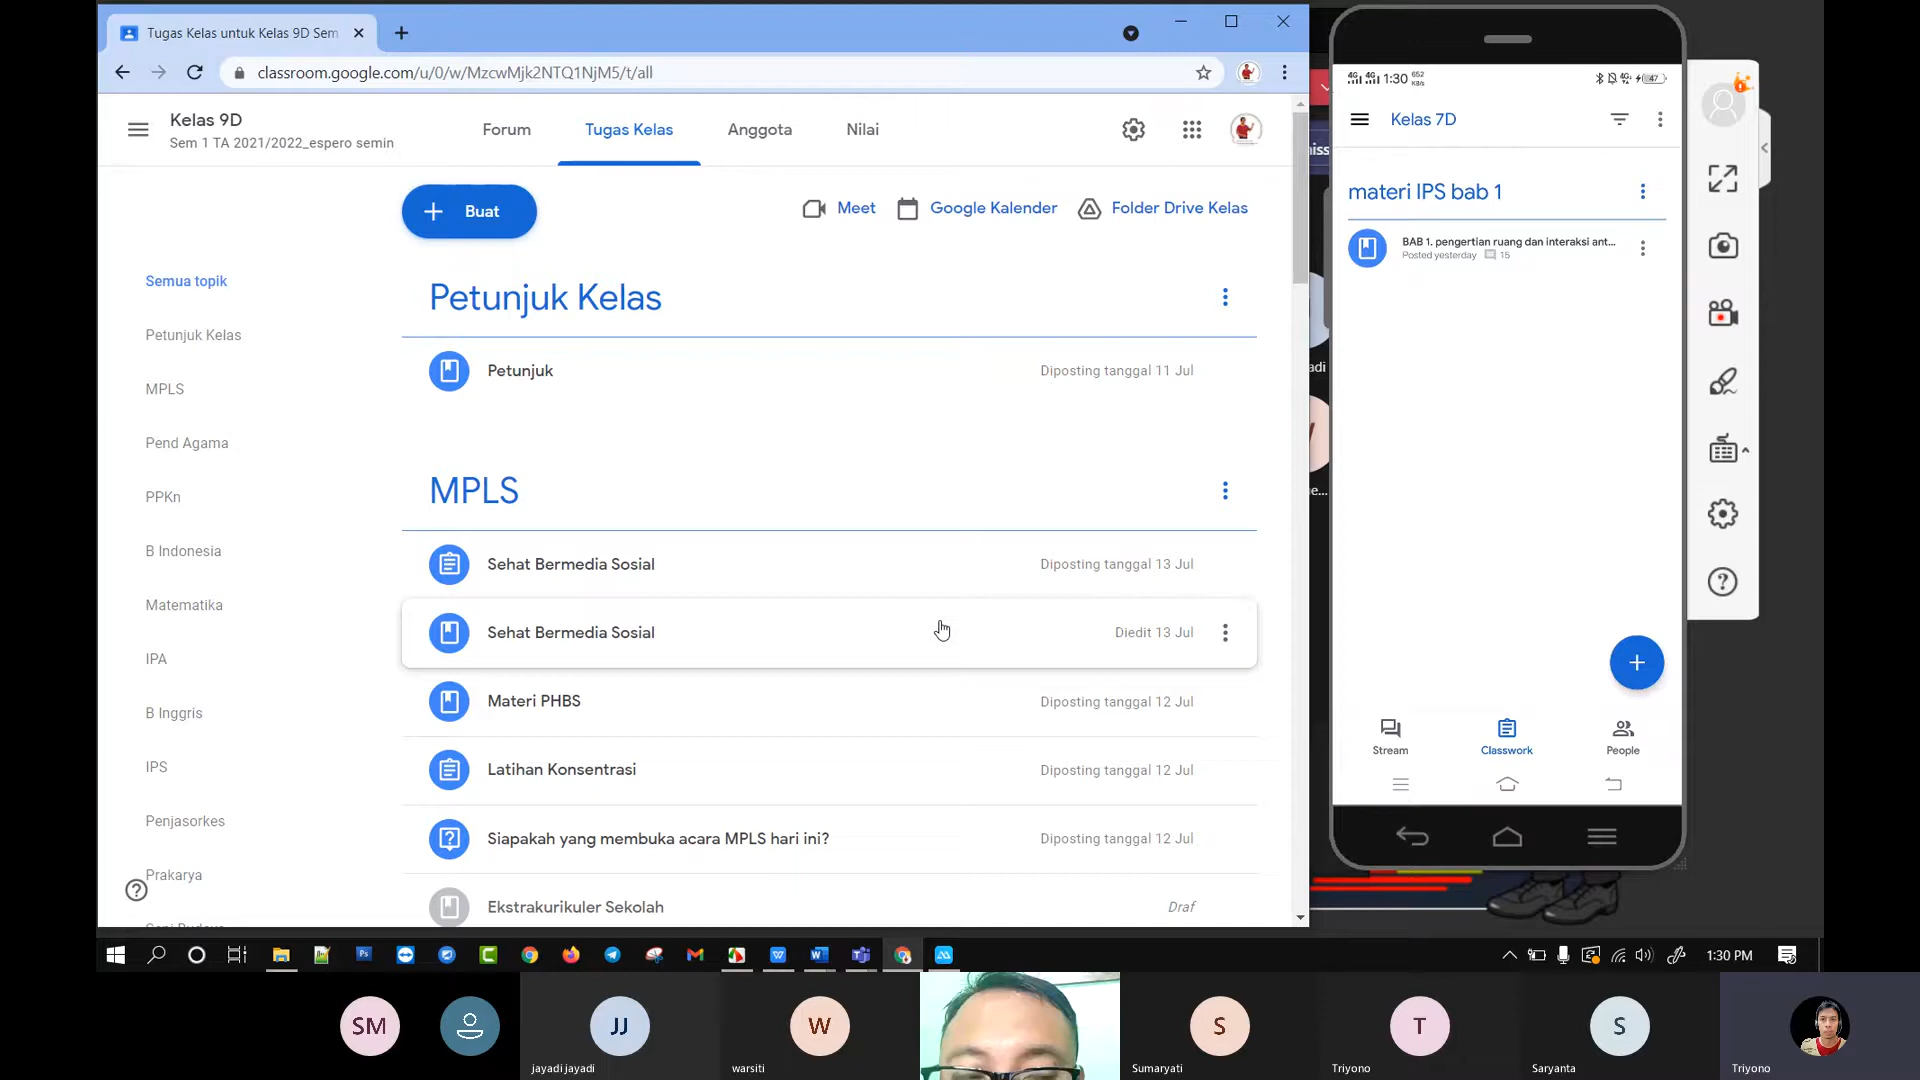 Tugas Kelas untuk Kelas 9D Sem
classroom.google.com/u/0/w/MzcwMjk2NTQ1NjM5/t/all
Kelas 9D
Sem 1 TA 2021/2022_espero semin
Forum
Tugas Kelas
Anggota
Nilai
Buat
Meet
Google Kalender
Folder Drive Kelas
Semua topik
Petunjuk Kelas
MPLS
Pend Agama
PPKn
B Indonesia
Matematika
IPA
B Inggris
IPS
Penjasorkes
Prakarya
Petunjuk Kelas
Petunjuk
Diposting tanggal 11 Jul
MPLS
Sehat Bermedia Sosial
Diposting tanggal 13 Jul
Sehat Bermedia Sosial
Diedit 13 Jul
Materi PHBS
Diposting tanggal 12 Jul
Latihan Konsentrasi
Diposting tanggal 12 Jul
Siapakah yang membuka acara MPLS hari ini?
Diposting tanggal 12 Jul
Ekstrakurikuler Sekolah
Draf
4G 4G 1:30 652 KB/s
47
Kelas 7D
materi IPS bab 1
BAB 1. pengertian ruang dan interaksi ant...
Posted yesterday 15
Stream
Classwork
People
1:30 PM
SM
JJ
jayadi jayadi
W
warsiti
S
Sumaryati
T
Triyono
S
Saryanta
Triyono